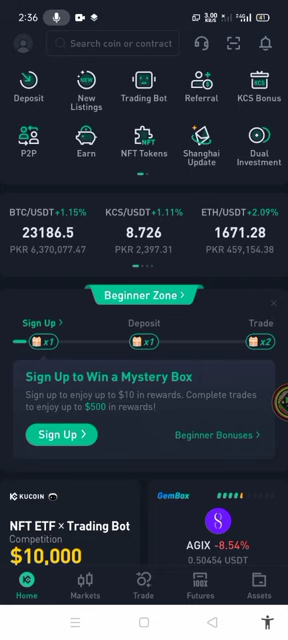 2:36
3.00 KB/s
41
Search coin or contract
Deposit
New Listings
Trading Bot
Referral
KCS Bonus
P2P
Earn
NFT Tokens
Shanghai Update
Dual Investment
BTC/USDT+1.15%
23186.5
PKR 6,370,077.47
KCS/USDT+1.11%
8.726
PKR 2,397.31
ETH/USDT+2.09%
1671.28
PKR 459,154.38
Beginner Zone >
Sign Up >
Deposit
Trade
x1
x1
x2
Sign Up to Win a Mystery Box
Sign up to enjoy up to $10 in rewards. Complete trades
to enjoy up to $500 in rewards!
Sign Up >
Beginner Bonuses >
KUCOIN
NFT ETF × Trading Bot
Competition
$10,000
GemBox
AGIX -8.54%
0.50454 USDT
Home
Markets
Trade
100X
Futures
Assets